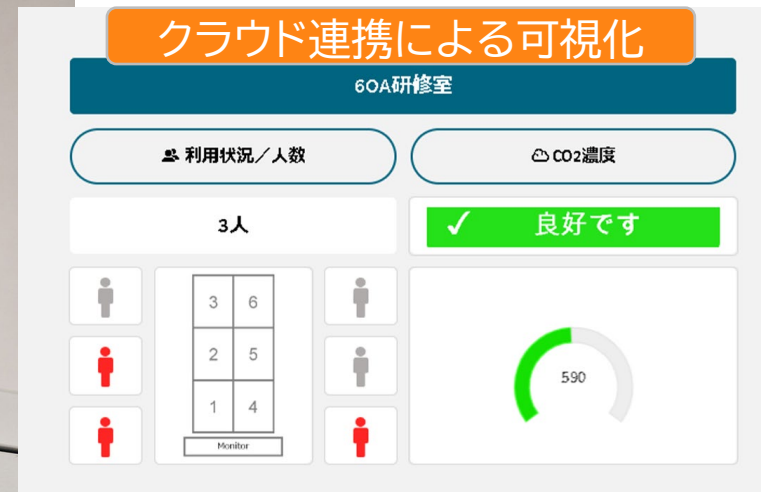 クラウド連携による可視化
6OA研修室
利用状況／人数
CO2濃度
3人
✓ 良好です
3 6
2 5
1 4
Monitor
590